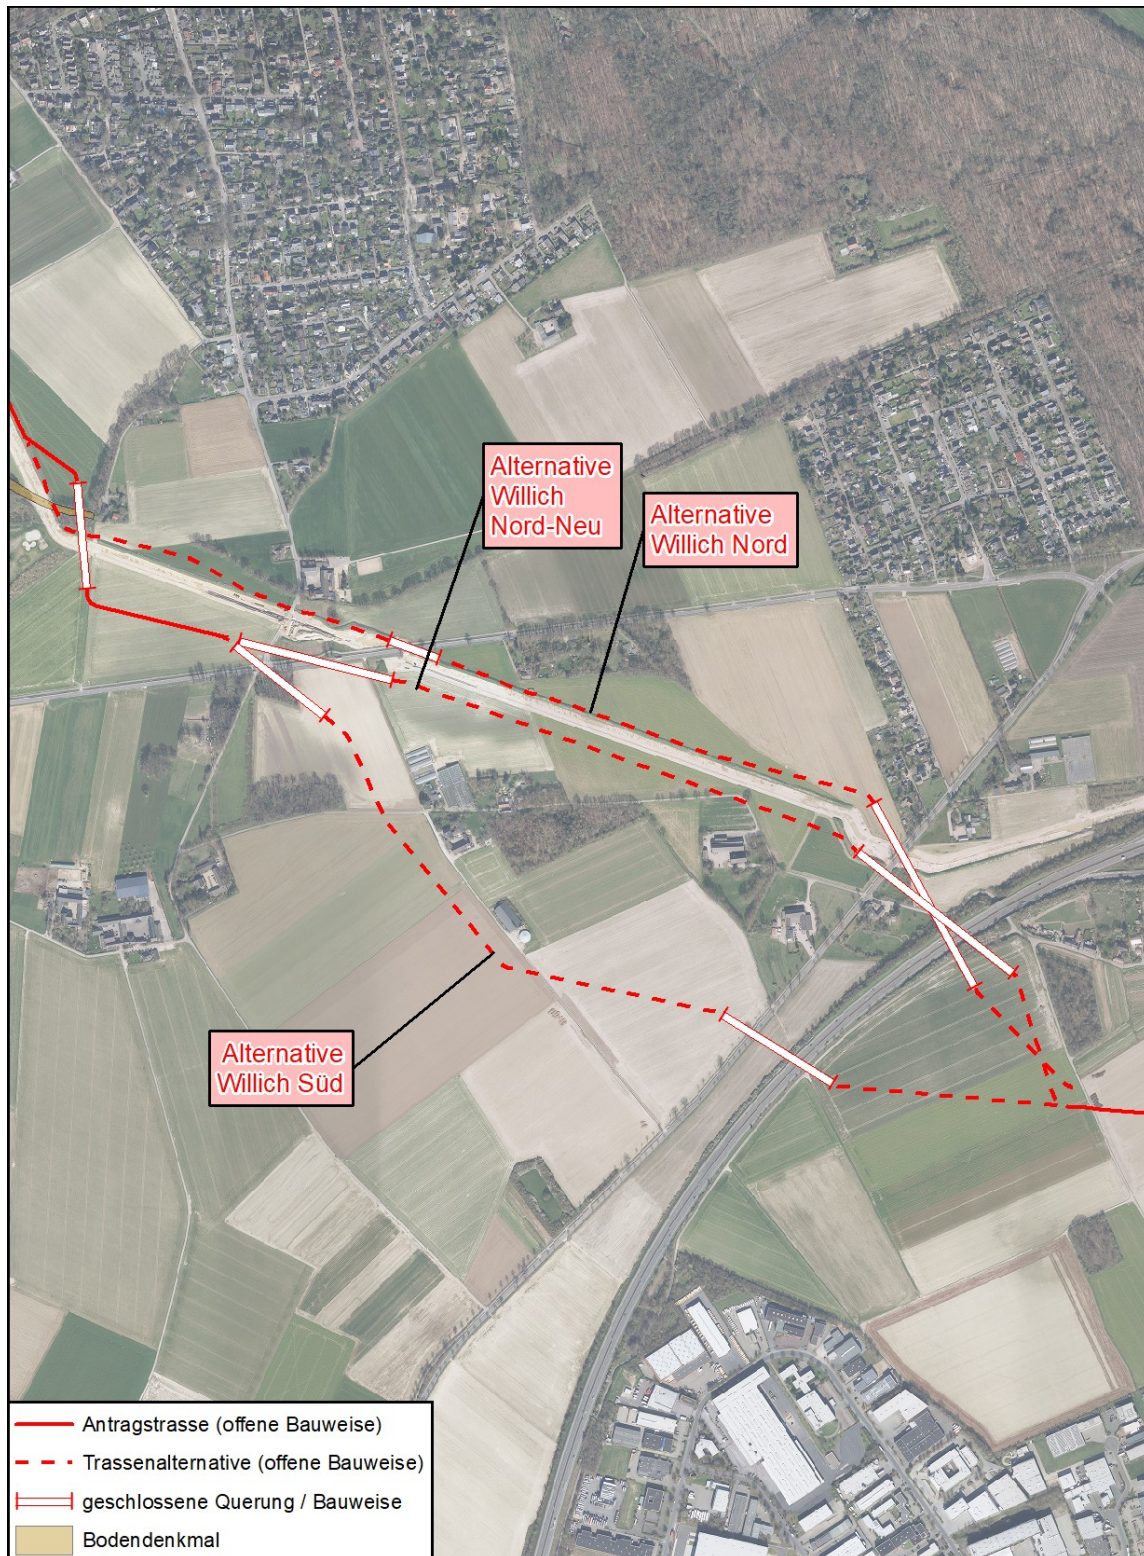 Alternative
Willich
Nord-Neu
Alternative
Willich Nord
Alternative
Willich Süd
Antragstrasse (offene Bauweise)
Trassenalternative (offene Bauweise)
geschlossene Querung / Bauweise
Bodendenkmal